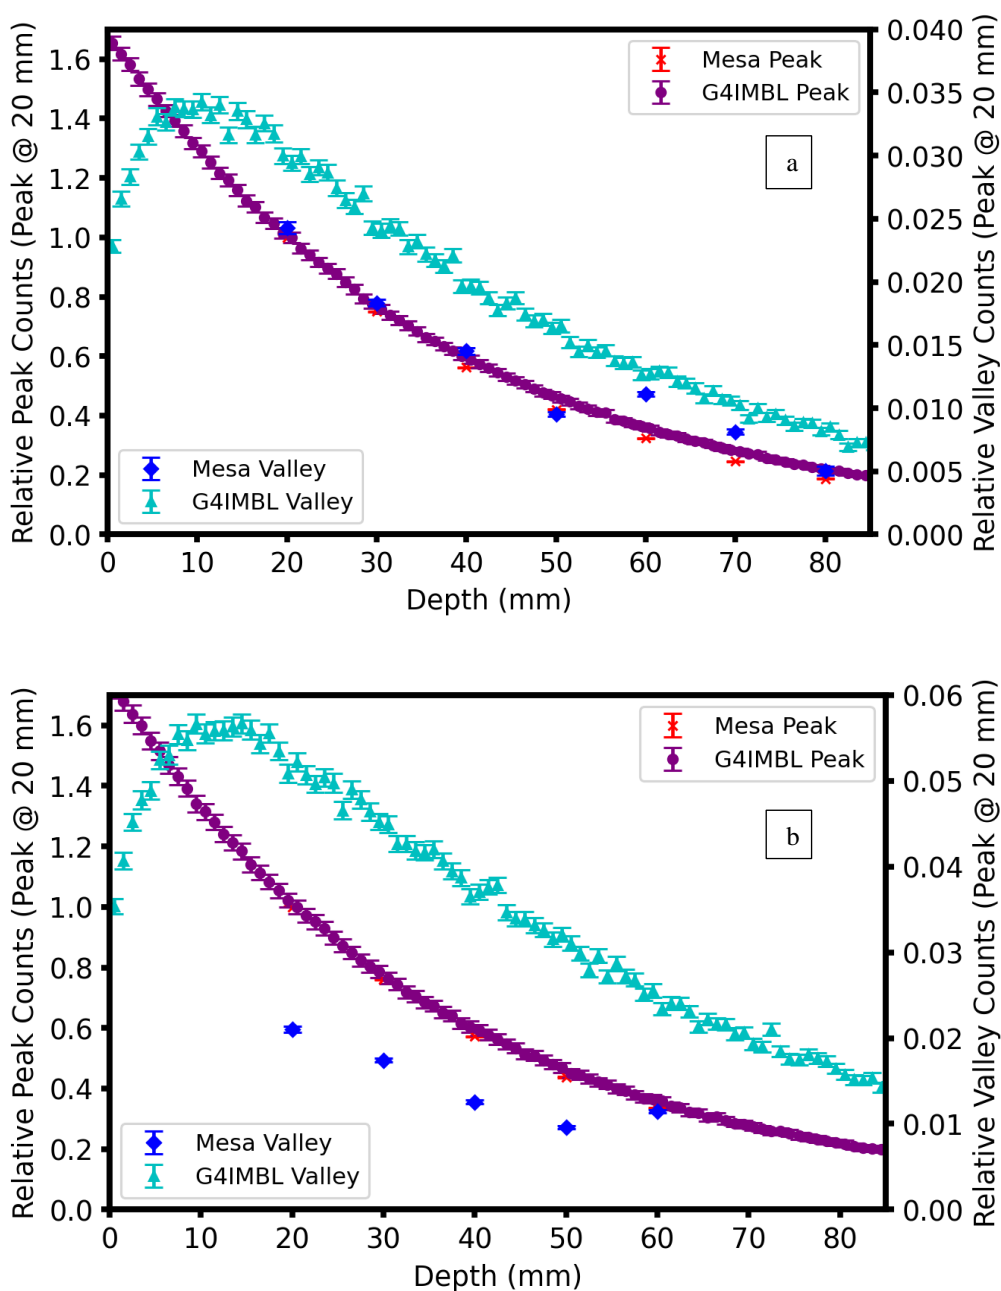 Relative Peak Counts (Peak @ 20 mm)
1.6
1.4
1.2
1.0
0.8
0.6
0.4
0.2
0.0
Mesa Peak
G4IMBL Peak
a
Mesa Valley
G4IMBL Valley
0.040
0.035
0.030
0.025
0.020
0.015
0.010
0.005
0.000
Relative Valley Counts (Peak @ 20 mm)
0 10 20 30 40 50 60 70 80
Depth (mm)
Relative Peak Counts (Peak @ 20 mm)
1.6
1.4
1.2
1.0
0.8
0.6
0.4
0.2
0.0
Mesa Peak
G4IMBL Peak
b
Mesa Valley
G4IMBL Valley
0.06
0.05
0.04
0.03
0.02
0.01
0.00
Relative Valley Counts (Peak @ 20 mm)
0 10 20 30 40 50 60 70 80
Depth (mm)